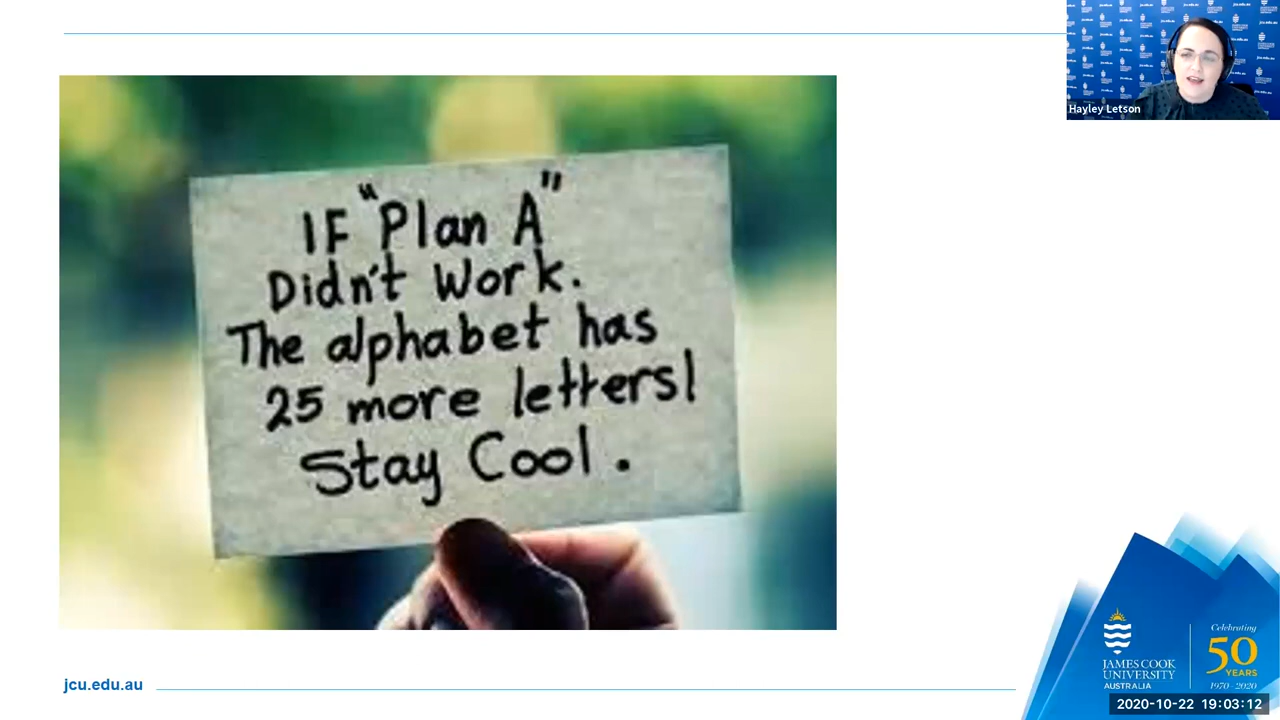 Hayley Letson
IF "Plan A"
Didn't Work.
The alphabet has
25 more letters!
Stay Cool.
jcu.edu.au
JAMES COOK
UNIVERSITY
AUSTRALIA
Celebrating
50
YEARS
1970 - 2020
2020-10-22 19:03:12